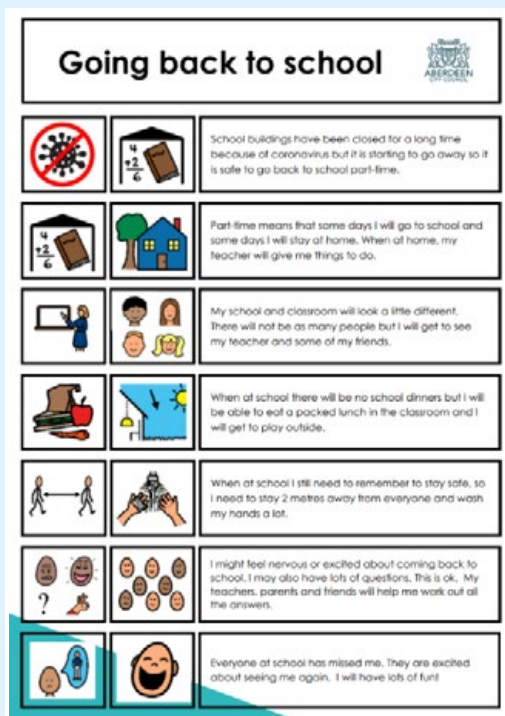 Going back to school
ABERDEEN
CITY COUNCIL
School buildings have been closed for a long time
because of coronavirus but it is starting to go away so it
is safe to go back to school part-time.
4
+2
6
Part-time means that some days I will go to school and
some days I will stay at home. When at home, my
teacher will give me things to do.
4
+2
6
My school and classroom will look a little different.
There will not be as many people but I will get to see
my teacher and some of my friends.
When at school there will be no school dinners but I will
be able to eat a packed lunch in the classroom and I
will get to play outside.
When at school I still need to remember to stay safe, so
I need to stay 2 metres away from everyone and wash
my hands a lot.
I might feel nervous or excited about coming back to
school. I may also have lots of questions. This is ok.  My
teachers, parents and friends will help me work out all
the answers.
?
Everyone at school has missed me. They are excited
about seeing me again.  I will have lots of fun!